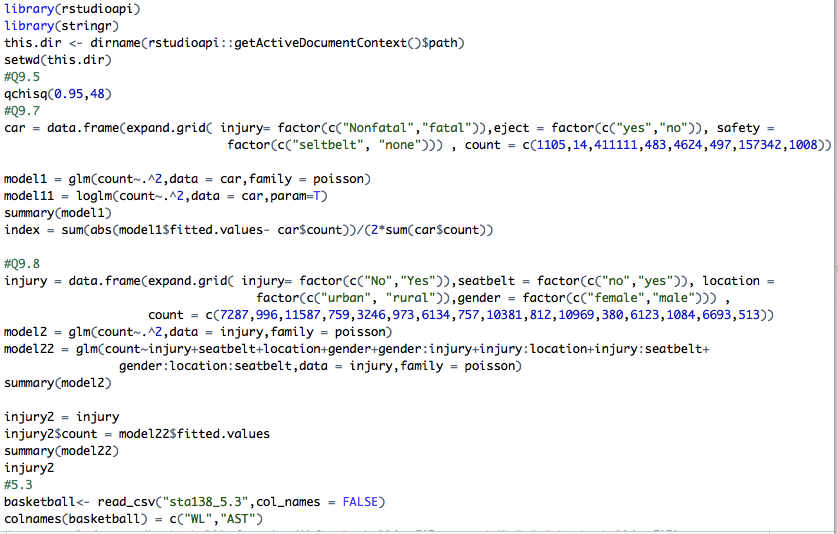 library(rstudioapi)
library(stringr)
this.dir <- dirname(rstudioapi::getActiveDocumentContext()$path)
setwd(this.dir)
#Q9.5
qchisq(0.95,48)
#Q9.7
car = data.frame(expand.grid( injury= factor(c("Nonfatal","fatal")),eject = factor(c("yes","no")), safety =
factor(c("seltbelt", "none"))) , count = c(1105,14,411111,483,4624,497,157342,1008))
model1 = glm(count~.^2,data = car,family = poisson)
model11 = loglm(count~.^2,data = car,param=T)
summary(model1)
index = sum(abs(model1$fitted.values- car$count))/(2*sum(car$count))
#Q9.8
injury = data.frame(expand.grid( injury= factor(c("No","Yes")),seatbelt = factor(c("no","yes")), location =
factor(c("urban", "rural")),gender = factor(c("female","male"))) ,
count = c(7287,996,11587,759,3246,973,6134,757,10381,812,10969,380,6123,1084,6693,513))
model2 = glm(count~.^2,data = injury,family = poisson)
model22 = glm(count~injury+seatbelt+location+gender+gender:injury+injury:location+injury:seatbelt+
gender:location:seatbelt,data = injury,family = poisson)
summary(model2)
injury2 = injury
injury2$count = model22$fitted.values
summary(model22)
injury2
#5.3
basketball<- read_csv("sta138_5.3",col_names = FALSE)
colnames(basketball) = c("WL","AST")